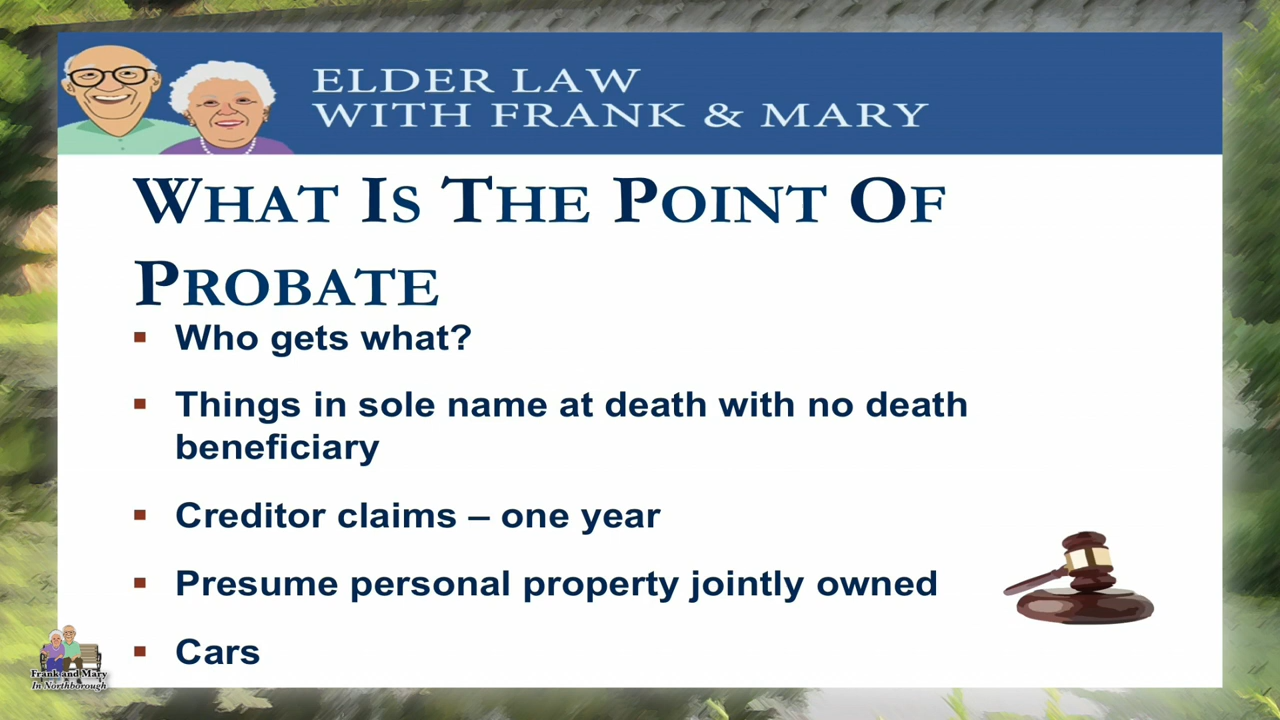 ELDER LAW
WITH FRANK & MARY
WHAT IS THE POINT OF
PROBATE
▪ Who gets what?
▪ Things in sole name at death with no death
beneficiary
▪ Creditor claims – one year
▪ Presume personal property jointly owned
▪ Cars
Frank and Mary
In Northborough